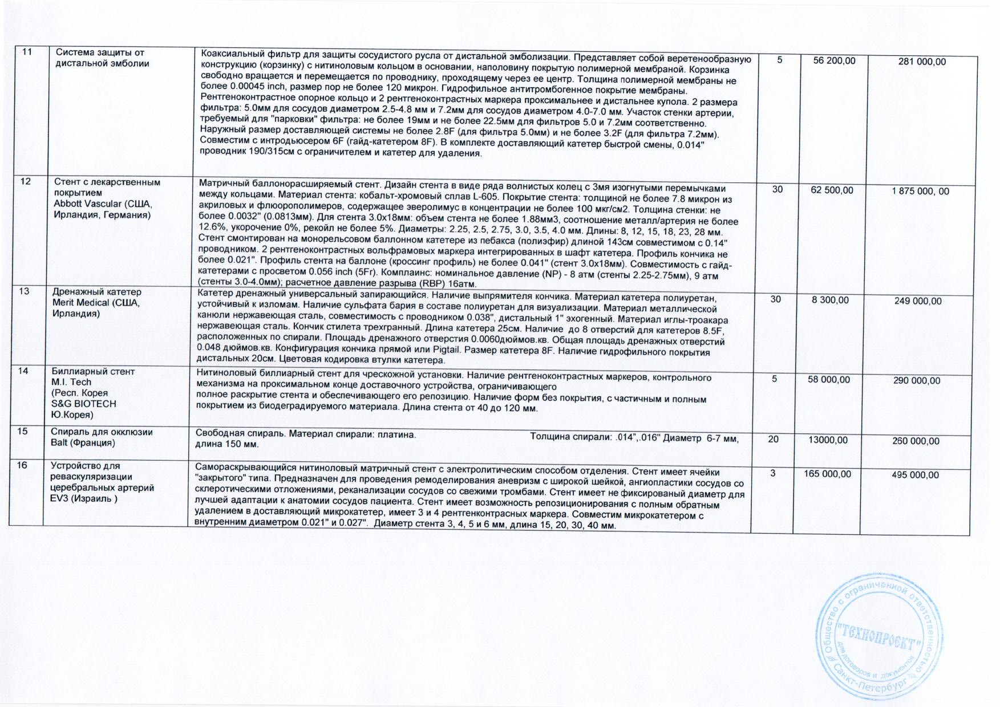 11
Система защиты от
дистальной эмболии
Коаксиальный фильтр для защиты сосудистого русла от дистальной эмболизации. Представляет собой веретенообразную
конструкцию (корзинку) с нитиноловым кольцом в основании, наполовину покрытую полимерной мембраной. Корзинка
свободно вращается и перемещается по проводнику, проходящему через ее центр. Толщина полимерной мембраны не
более 0.00045 inch, размер пор не более 120 микрон. Гидрофильное антитромбогенное покрытие мембраны.
Рентгеноконтрастное опорное кольцо и 2 рентгеноконтрастных маркера проксимальнее и дистальнее купола. 2 размера
фильтра: 5.0мм для сосудов диаметром 2.5-4.8 мм и 7.2мм для сосудов диаметром 4.0-7.0 мм. Участок стенки артерии,
требуемый для "парковки" фильтра: не более 19мм и не более 22.5мм для фильтров 5.0 и 7.2мм соответственно.
Наружный размер доставляющей системы не более 2.8F (для фильтра 5.0мм) и не более 3.2F (для фильтра 7.2мм).
Совместим с интродьюсером 6F (гайд-катетером 8F). В комплекте доставляющий катетер быстрой смены, 0.014"
проводник 190/315см с ограничителем и катетер для удаления.
5
56 200,00
281 000,00
12
Стент с лекарственным
покрытием
Abbott Vascular (США,
Ирландия, Германия)
Матричный баллонорасширяемый стент. Дизайн стента в виде ряда волнистых колец с 3мя изогнутыми перемычками
между кольцами. Материал стента: кобальт-хромовый сплав L-605. Покрытие стента: толщиной не более 7.8 микрон из
акриловых и флюорополимеров, содержащее эверолимус в концентрации не более 100 мкг/см2. Толщина стенки: не
более 0.0032" (0.0813мм). Для стента 3.0х18мм: объем стента не более 1.88мм3, соотношение металл/артерия не более
12.6%, укорочение 0%, рекойл не более 5%. Диаметры: 2.25, 2.5, 2.75, 3.0, 3.5, 4.0 мм. Длины: 8, 12, 15, 18, 23, 28 мм.
Стент смонтирован на монорельсовом баллонном катетере из пебакса (полиэфир) длиной 143см совместимом с 0.14"
проводником. 2 рентгеноконтрастных вольфрамовых маркера интегрированных в шафт катетера. Профиль кончика не
более 0.021". Профиль стента на баллоне (кроссинг профиль) не более 0.041" (стент 3.0х18мм). Совместимость с гайд-
катетерами с просветом 0.056 inch (5Fr). Комплаинс: номинальное давление (NP) - 8 атм (стенты 2.25-2.75мм), 9 атм
(стенты 3.0-4.0мм); расчетное давление разрыва (RBP) 16атм.
30
62 500,00
1 875 000, 00
13
Дренажный катетер
Merit Medical (США,
Ирландия)
Катетер дренажный универсальный запирающийся. Наличие выпрямителя кончика. Материал катетера полиуретан,
устойчивый к изломам. Наличие сульфата бария в составе полиуретан для визуализации. Материал металлической
канюли нержавеющая сталь, совместимость с проводником 0.038", дистальный 1" эхогенный. Материал иглы-троакара
нержавеющая сталь. Кончик стилета трехгранный. Длина катетера 25см. Наличие до 8 отверстий для катетеров 8.5F,
расположенных по спирали. Площадь дренажного отверстия 0.0060дюймов.кв. Общая площадь дренажных отверстий
0.048 дюймов.кв. Конфигурация кончика прямой или Pigtail. Размер катетера 8F. Наличие гидрофильного покрытия
дистальных 20см. Цветовая кодировка втулки катетера.
30
8 300,00
249 000,00
14
Биллиарный стент
M.I. Tech
(Респ. Корея
S&G BIOTECH
Ю.Корея)
Нитиноловый биллиарный стент для чрескожной установки. Наличие рентгеноконтрастных маркеров, контрольного
механизма на проксимальном конце доставочного устройства, ограничивающего
полное раскрытие стента и обеспечивающего его репозицию. Наличие форм без покрытия, с частичным и полным
покрытием из биодеградируемого материала. Длина стента от 40 до 120 мм.
5
58 000,00
290 000,00
15
Спираль для окклюзии
Balt (Франция)
Свободная спираль. Материал спирали: платина. Толщина спирали: .014",.016" Диаметр 6-7 мм,
длина 150 мм.
20
13000,00
260 000,00
16
Устройство для
реваскуляризации
церебральных артерий
EV3 (Израиль )
Самораскрывающийся нитиноловый матричный стент с электролитическим способом отделения. Стент имеет ячейки
"закрытого" типа. Предназначен для проведения ремоделирования аневризм с широкой шейкой, ангиопластики сосудов со
склеротическими отложениями, реканализации сосудов со свежими тромбами. Стент имеет не фиксированый диаметр для
лучшей адаптации к анатомии сосудов пациента. Стент имеет возможность репозиционирования с полным обратным
удалением в доставляющий микрокатетер, имеет 3 и 4 рентгенконтрасных маркера. Совместим микрокатетером с
внутренним диаметром 0.021" и 0.027". Диаметр стента 3, 4, 5 и 6 мм, длина 15, 20, 30, 40 мм.
3
165 000,00
495 000,00
Общество с ограниченной ответственностью
"ТЕХНОПРОЕКТ"
для договоров и документов
Санкт-Петербург